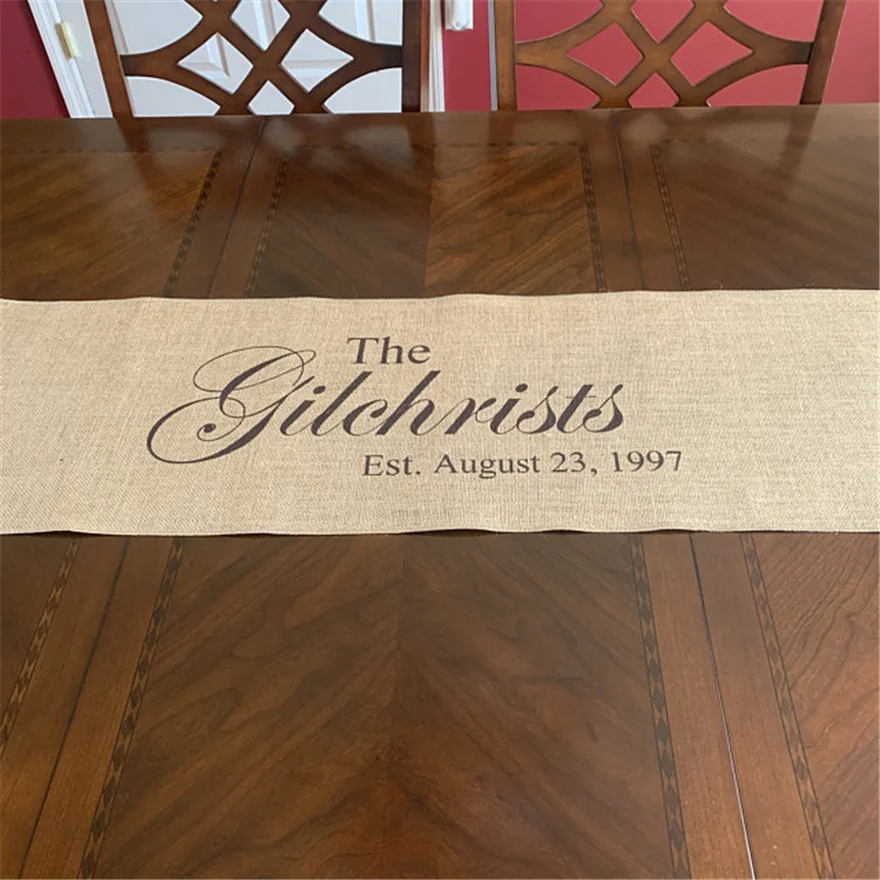 The
Gilchrists
Est. August 23, 1997